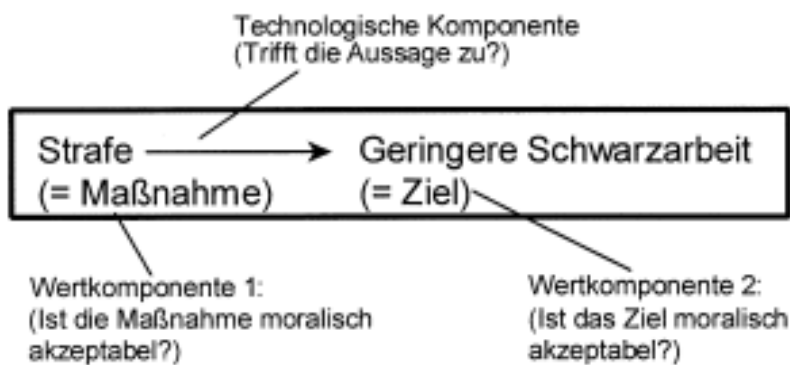 Technologische Komponente
(Trifft die Aussage zu?)
Strafe Geringere Schwarzarbeit
(= Maßnahme) (= Ziel)
Wertkomponente 1:
(Ist die Maßnahme moralisch
akzeptabel?)
Wertkomponente 2:
(Ist das Ziel moralisch
akzeptabel?)